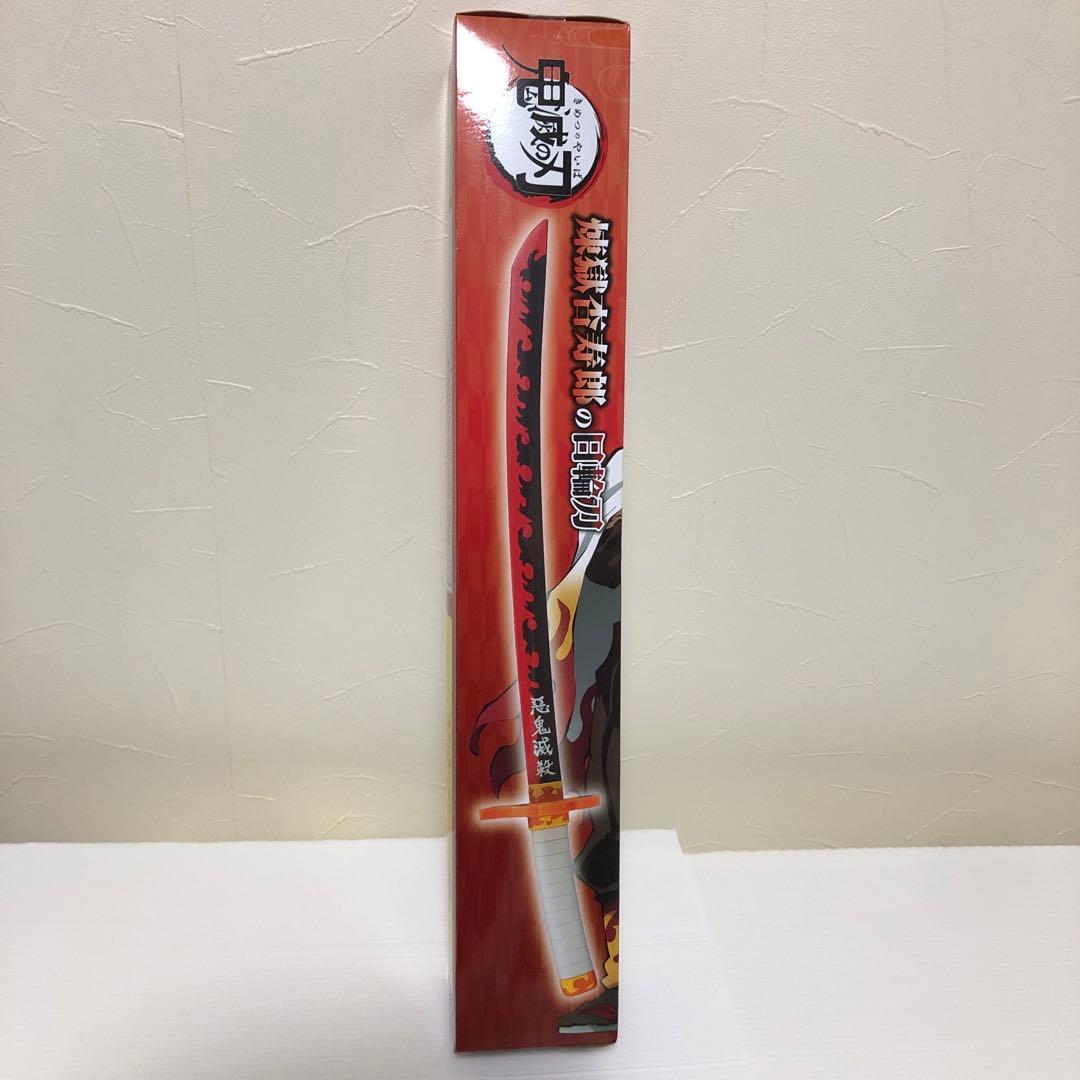 鬼滅の刃
きめつのやいば
煉獄杏寿郎の日輪刀
惡鬼滅殺